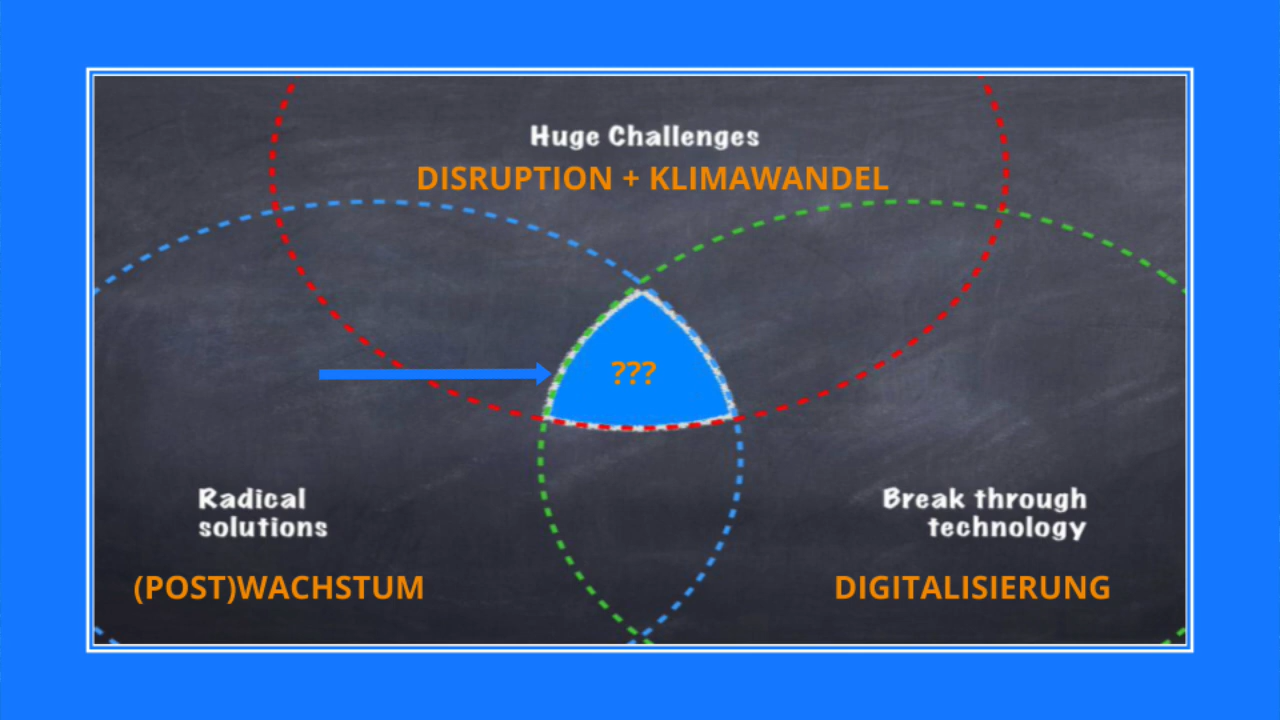 Huge Challenges
DISRUPTION + KLIMAWANDEL
???
Radical
solutions
(POST)WACHSTUM
Break through
technology
DIGITALISIERUNG